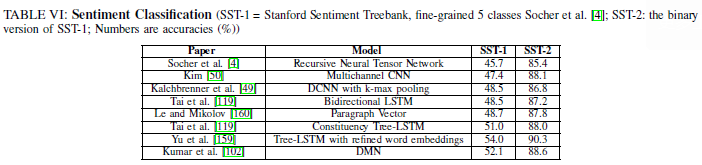 TABLE VI: Sentiment Classification (SST-1 = Stanford Sentiment Treebank, fine-grained 5 classes Socher et al. [4]; SST-2: the binary
version of SST-1; Numbers are accuracies (%))
Paper Model SST-1 SST-2
Socher et al. [4] Recursive Neural Tensor Network 45.7 85.4
Kim [50] Multichannel CNN 47.4 88.1
Kalchbrenner et al. [49] DCNN with k-max pooling 48.5 86.8
Tai et al. [119] Bidirectional LSTM 48.5 87.2
Le and Mikolov [160] Paragraph Vector 48.7 87.8
Tai et al. [119] Constituency Tree-LSTM 51.0 88.0
Yu et al. [159] Tree-LSTM with refined word embeddings 54.0 90.3
Kumar et al. [102] DMN 52.1 88.6